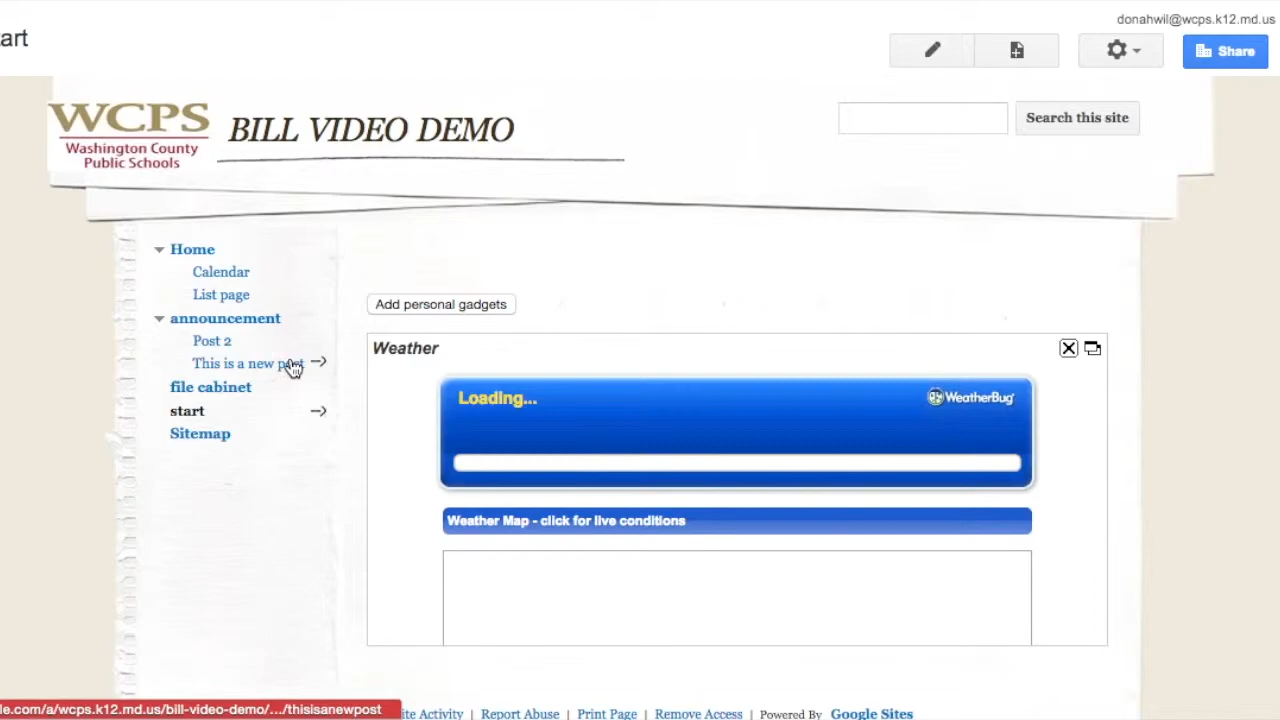 donahwil@wcps.k12.md.us
art
Share
WCPS
Washington County
Public Schools
BILL VIDEO DEMO
Search this site
Home
Calendar
List page
announcement
Post 2
This is a new
file cabinet
start
Sitemap
Add personal gadgets
Weather
Loading...
WeatherBug
Weather Map - click for live conditions
le.com/a/wcps.k12.md.us/bill-video-demo/.../thisisanewpost
ite Activity | Report Abuse | Print Page | Remove Access | Powered By Google Sites